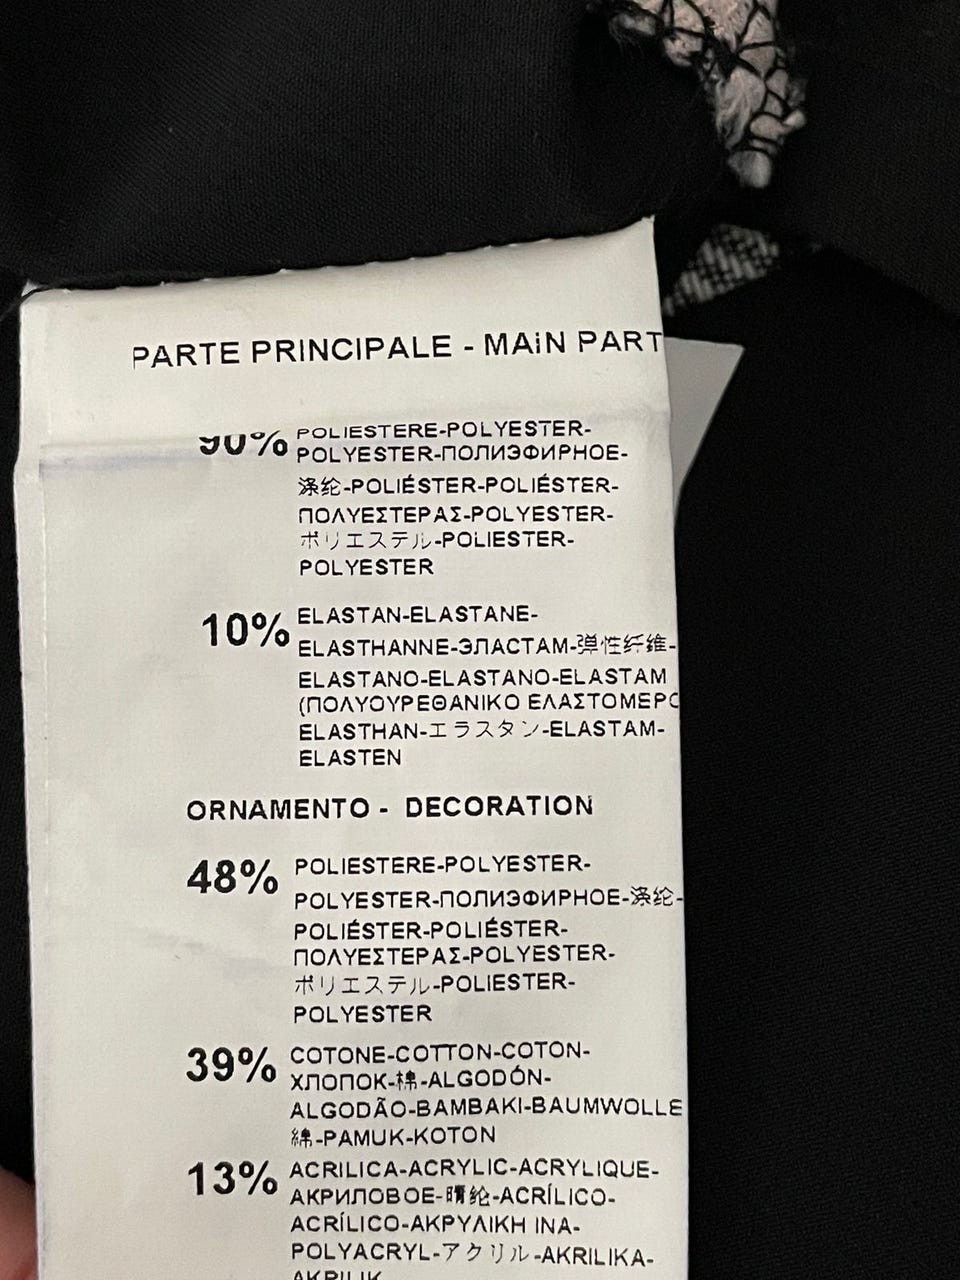 PARTE PRINCIPALE - MAiN PART
90% POLIESTERE-POLYESTER-
POLYESTER-ПОЛИЭФИРНОЕ-
涤纶-POLIÉSTER-POLIÉSTER-
ΠΟΛΥΕΣΤΕΡΑΣ-POLYESTER-
ポリエステル-POLIESTER-
POLYESTER
10% ELASTAN-ELASTANE-
ELASTHANNE-ЭЛАСТАМ-弹性纤维-
ELASTANO-ELASTANO-ELASTAM
(ΠΟΛΥΟΥΡΕΘΑΝΙΚΟ ΕΛΑΣΤΟΜΕΡΟ
ELASTHAN-エラスタン-ELASTAM-
ELASTEN
ORNAMENTO - DECORATION
48% POLIESTERE-POLYESTER-
POLYESTER-ПОЛИЭФИРНОЕ-涤纶-
POLIÉSTER-POLIÉSTER-
ΠΟΛΥΕΣΤΕΡΑΣ-POLYESTER-
ポリエステル-POLIESTER-
POLYESTER
39% COTONE-COTTON-COTON-
ХЛОПОК-棉-ALGODÓN-
ALGODÃO-BAMBAKI-BAUMWOLLE
綿-PAMUK-KOTON
13% ACRILICA-ACRYLIC-ACRYLIQUE-
АКРИЛОВОЕ-晴纶-ACRÍLICO-
ACRÍLICO-ΑΚΡΥΛΙΚΗ ΙΝΑ-
POLYACRYL-アクリル-AKRILIKA-
AKRILIK